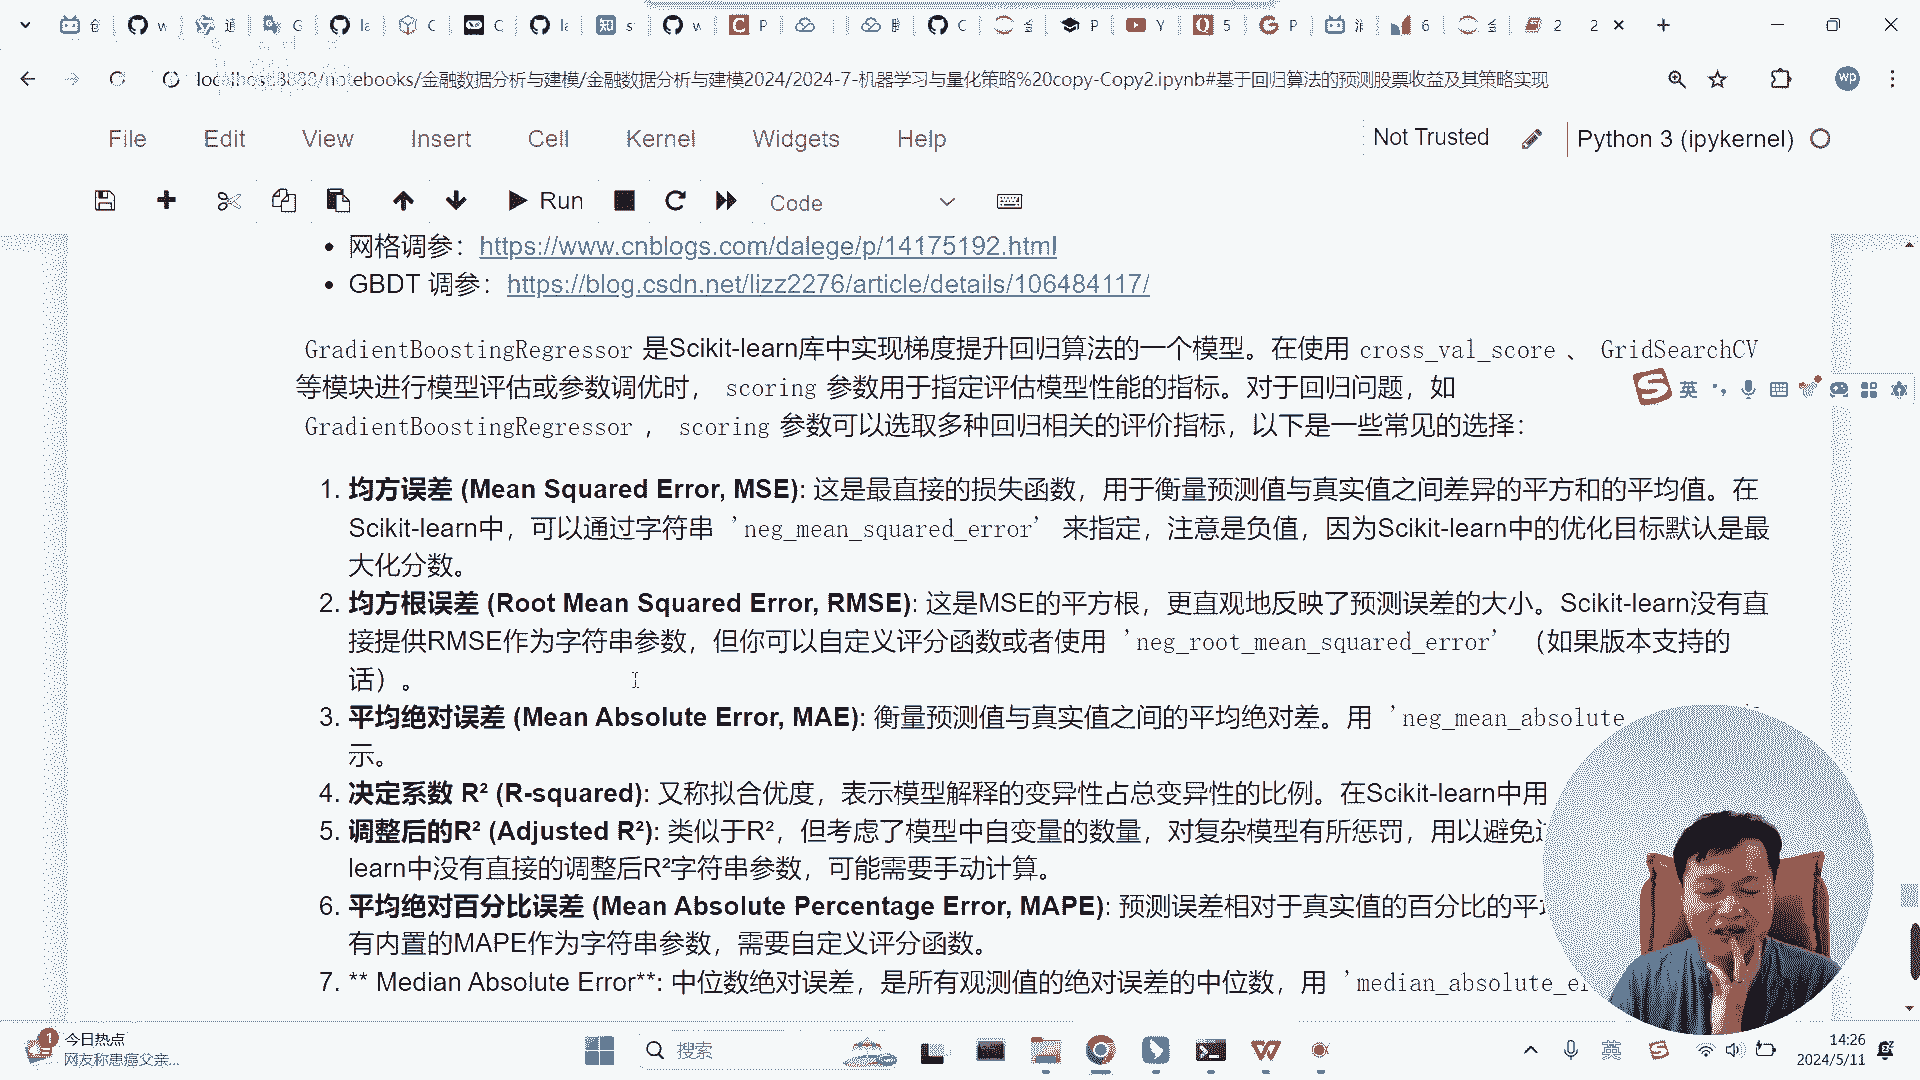 localhost:8888/notebooks/金融数据分析与建模/金融数据分析与建模2024/2024-7-机器学习与量化策略%20copy-Copy2.ipynb#基于回归算法的预测股票收益及其策略实现
wp
File Edit View Insert Cell Kernel Widgets Help Not Trusted Python 3 (ipykernel)
Run Code
网格调参：https://www.cnblogs.com/dalege/p/14175192.html
GBDT 调参：https://blog.csdn.net/lizz2276/article/details/106484117/
GradientBoostingRegressor 是Scikit-learn库中实现梯度提升回归算法的一个模型。在使用 cross_val_score 、 GridSearchCV
等模块进行模型评估或参数调优时， scoring 参数用于指定评估模型性能的指标。对于回归问题，如
GradientBoostingRegressor ， scoring 参数可以选取多种回归相关的评价指标，以下是一些常见的选择：
英
1. 均方误差 (Mean Squared Error, MSE): 这是最直接的损失函数，用于衡量预测值与真实值之间差异的平方和的平均值。在
Scikit-learn中，可以通过字符串 'neg_mean_squared_error' 来指定，注意是负值，因为Scikit-learn中的优化目标默认是最
大化分数。
2. 均方根误差 (Root Mean Squared Error, RMSE): 这是MSE的平方根，更直观地反映了预测误差的大小。Scikit-learn没有直
接提供RMSE作为字符串参数，但你可以自定义评分函数或者使用 'neg_root_mean_squared_error' （如果版本支持的
话）。
3. 平均绝对误差 (Mean Absolute Error, MAE): 衡量预测值与真实值之间的平均绝对差。用 'neg_mean_absolute
示。
4. 决定系数 R² (R-squared): 又称拟合优度，表示模型解释的变异性占总变异性的比例。在Scikit-learn中用
5. 调整后的R² (Adjusted R²): 类似于R²，但考虑了模型中自变量的数量，对复杂模型有所惩罚，用以避免
learn中没有直接的调整后R²字符串参数，可能需要手动计算。
6. 平均绝对百分比误差 (Mean Absolute Percentage Error, MAPE): 预测误差相对于真实值的百分比的平
有内置的MAPE作为字符串参数，需要自定义评分函数。
7. ** Median Absolute Error**: 中位数绝对误差，是所有观测值的绝对误差的中位数，用 'median_absolute_e
1
今日热点
网友称患癌父亲...
搜索
英
14:26
2024/5/11